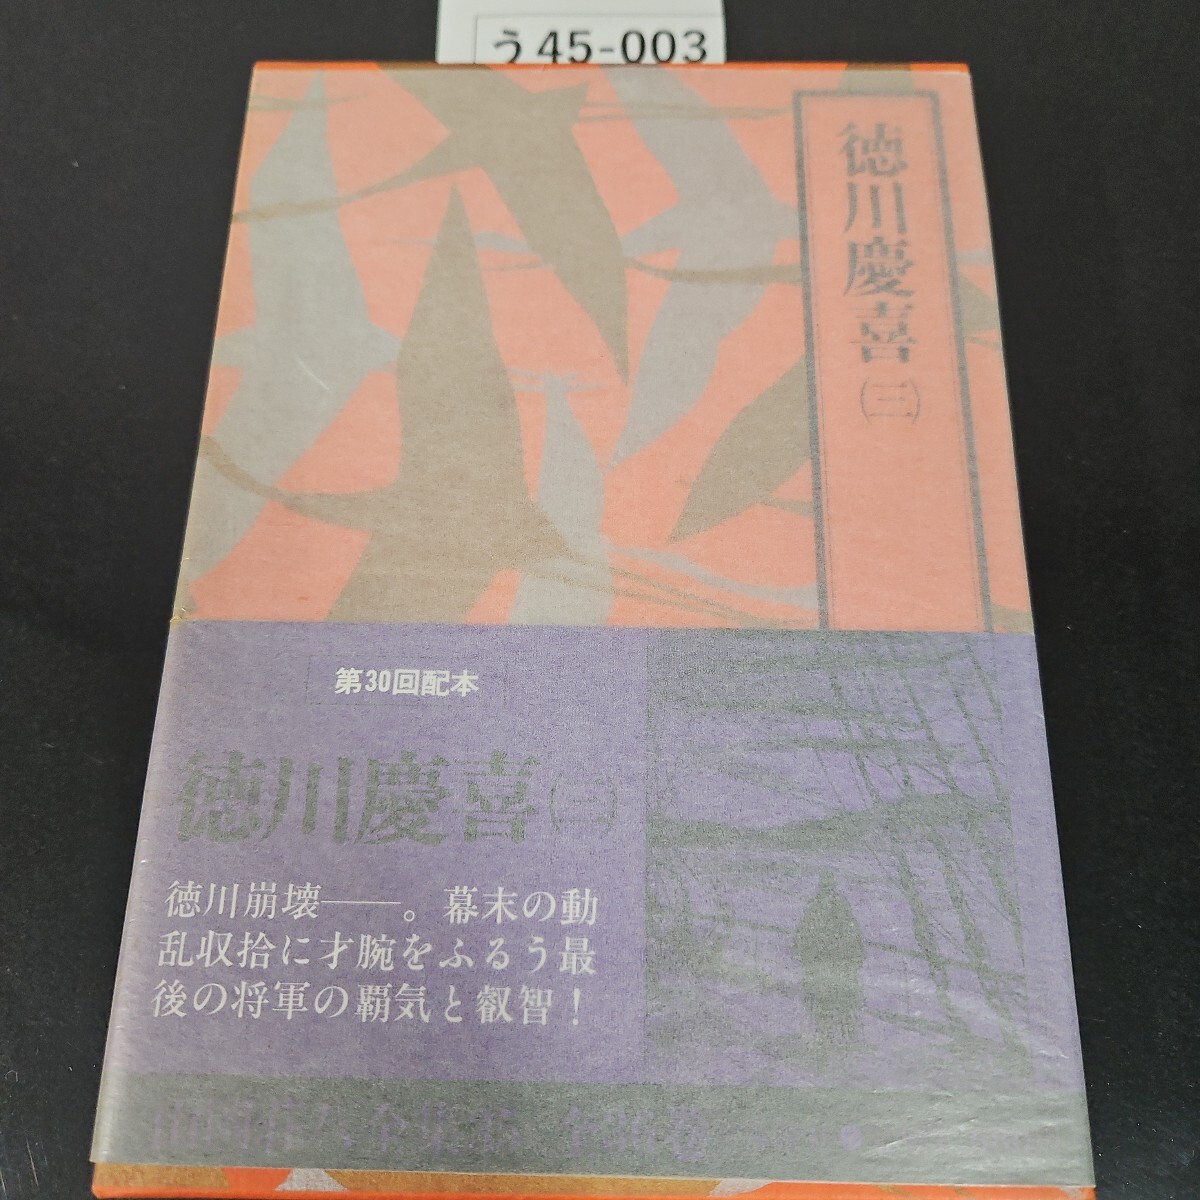 う45-003
徳川慶喜 (三)
第30回配本
徳川慶喜 (三)
徳川崩壊――。幕末の動
乱収拾に才腕をふるう最
後の将軍の覇気と叡智！